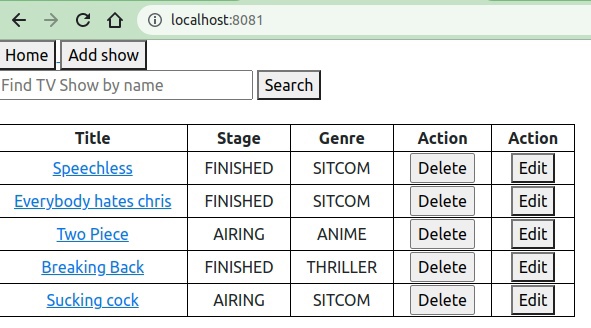 localhost:8081
Home Add show
Find TV Show by name Search
Title Stage Genre Action Action
Speechless FINISHED SITCOM Delete Edit
Everybody hates chris FINISHED SITCOM Delete Edit
Two Piece AIRING ANIME Delete Edit
Breaking Back FINISHED THRILLER Delete Edit
Sucking cock AIRING SITCOM Delete Edit